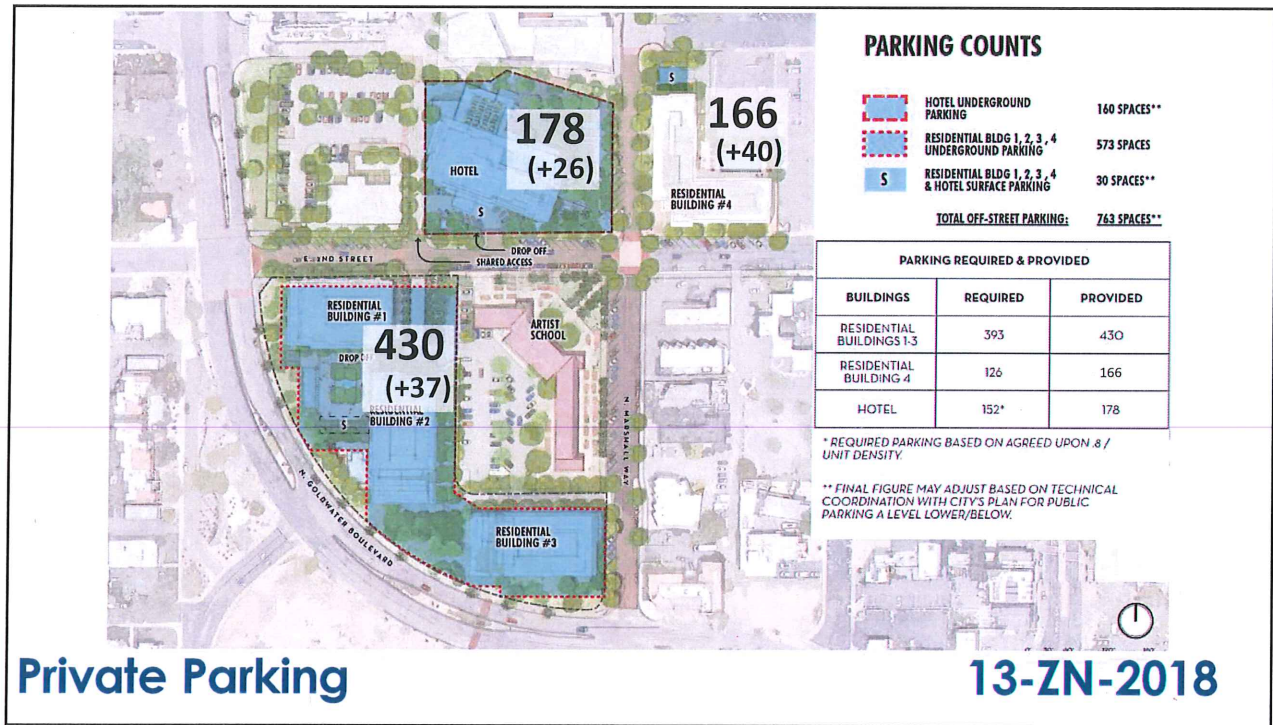 PARKING COUNTS
HOTEL UNDERGROUND
PARKING
160 SPACES**
RESIDENTIAL BLDG 1, 2, 3 , 4
UNDERGROUND PARKING
573 SPACES
S
RESIDENTIAL BLDG 1, 2, 3 , 4
& HOTEL SURFACE PARKING
30 SPACES**
TOTAL OFF-STREET PARKING: 763 SPACES**
PARKING REQUIRED & PROVIDED
BUILDINGS REQUIRED PROVIDED
RESIDENTIAL
BUILDINGS 1-3
393 430
RESIDENTIAL
BUILDING 4
126 166
HOTEL 152* 178
* REQUIRED PARKING BASED ON AGREED UPON .8 /
UNIT DENSITY.
** FINAL FIGURE MAY ADJUST BASED ON TECHNICAL
COORDINATION WITH CITY'S PLAN FOR PUBLIC
PARKING A LEVEL LOWER/BELOW.
S
178
(+26)
HOTEL
S
166
(+40)
RESIDENTIAL
BUILDING #4
DROP OFF
SHARED ACCESS
E. 2ND STREET
RESIDENTIAL
BUILDING #1
430
(+37)
DROP OFF
RESIDENTIAL
BUILDING #2
S
ARTIST
SCHOOL
N. MARSHALL WAY
N. GOLDWATER BOULEVARD
RESIDENTIAL
BUILDING #3
Private Parking
13-ZN-2018